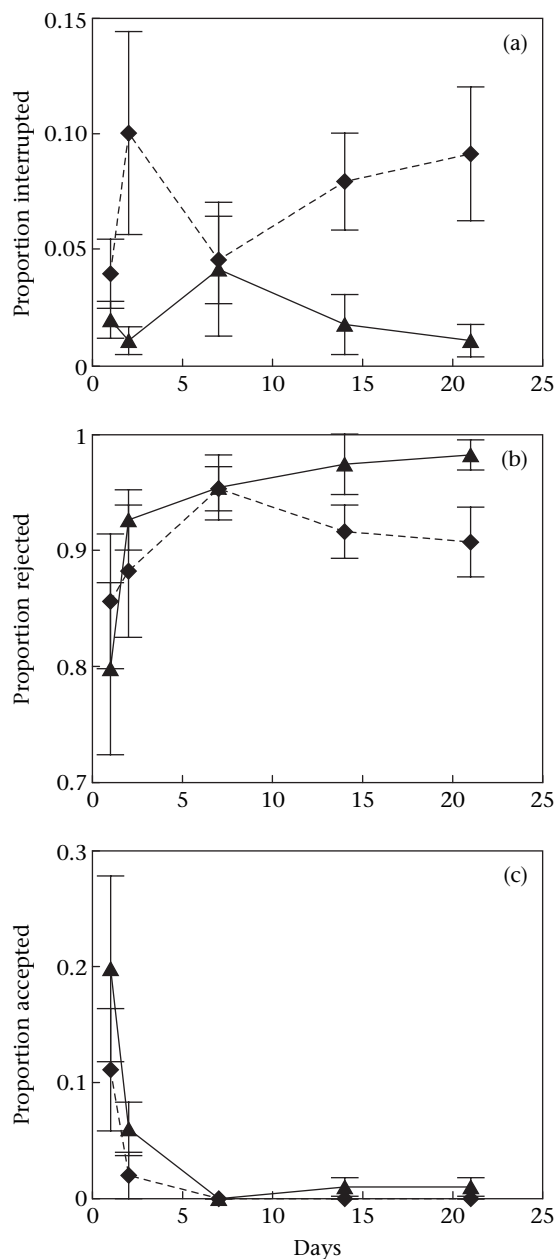 0.15
(a)
0.10
0.05
0
Proportion interrupted
0 5 10 15 20 25
1
(b)
0.9
0.8
0.7
Proportion rejected
0 5 10 15 20 25
0.3
(c)
0.2
0.1
0
Proportion accepted
0 5 10 15 20 25
Days